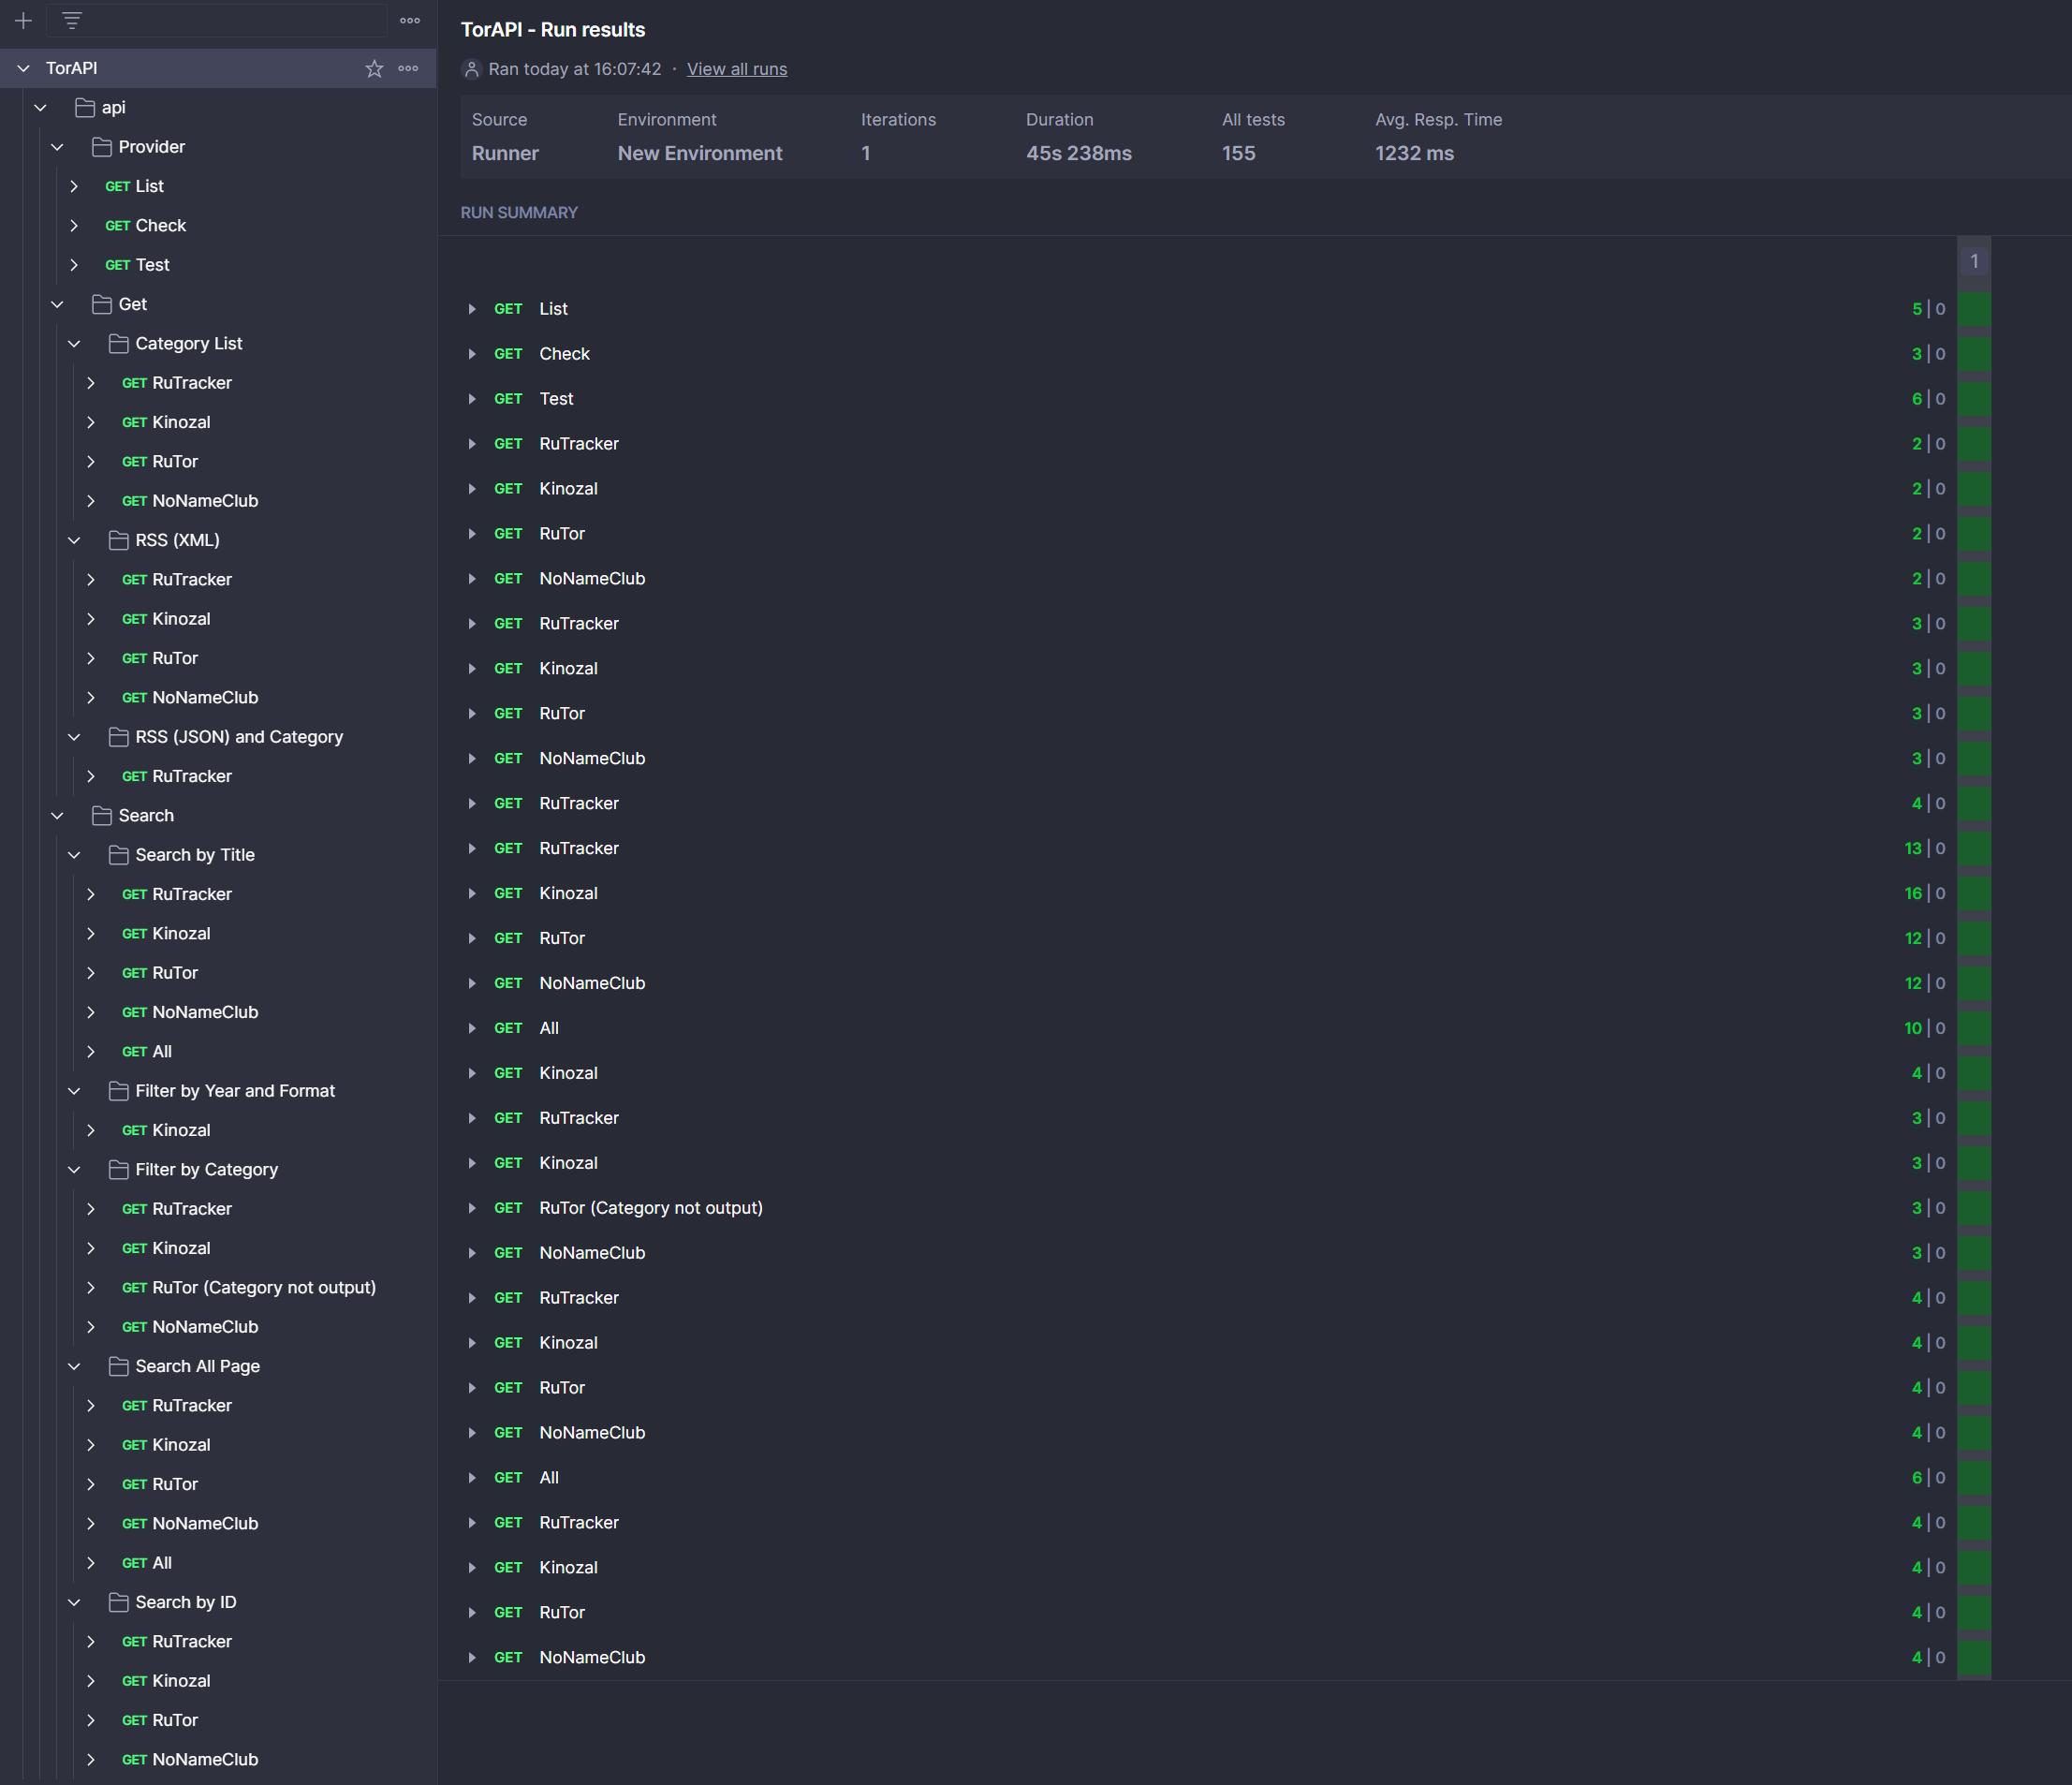 TorAPI
api
Provider
GET List
GET Check
GET Test
Get
Category List
GET RuTracker
GET Kinozal
GET RuTor
GET NoNameClub
RSS (XML)
GET RuTracker
GET Kinozal
GET RuTor
GET NoNameClub
RSS (JSON) and Category
GET RuTracker
Search
Search by Title
GET RuTracker
GET Kinozal
GET RuTor
GET NoNameClub
GET All
Filter by Year and Format
GET Kinozal
Filter by Category
GET RuTracker
GET Kinozal
GET RuTor (Category not output)
GET NoNameClub
Search All Page
GET RuTracker
GET Kinozal
GET RuTor
GET NoNameClub
GET All
Search by ID
GET RuTracker
GET Kinozal
GET RuTor
GET NoNameClub
TorAPI - Run results
Ran today at 16:07:42 · View all runs
Source Environment Iterations Duration All tests Avg. Resp. Time
Runner New Environment 1 45s 238ms 155 1232 ms
RUN SUMMARY
1
GET List 5 | 0
GET Check 3 | 0
GET Test 6 | 0
GET RuTracker 2 | 0
GET Kinozal 2 | 0
GET RuTor 2 | 0
GET NoNameClub 2 | 0
GET RuTracker 3 | 0
GET Kinozal 3 | 0
GET RuTor 3 | 0
GET NoNameClub 3 | 0
GET RuTracker 4 | 0
GET RuTracker 13 | 0
GET Kinozal 16 | 0
GET RuTor 12 | 0
GET NoNameClub 12 | 0
GET All 10 | 0
GET Kinozal 4 | 0
GET RuTracker 3 | 0
GET Kinozal 3 | 0
GET RuTor (Category not output) 3 | 0
GET NoNameClub 3 | 0
GET RuTracker 4 | 0
GET Kinozal 4 | 0
GET RuTor 4 | 0
GET NoNameClub 4 | 0
GET All 6 | 0
GET RuTracker 4 | 0
GET Kinozal 4 | 0
GET RuTor 4 | 0
GET NoNameClub 4 | 0